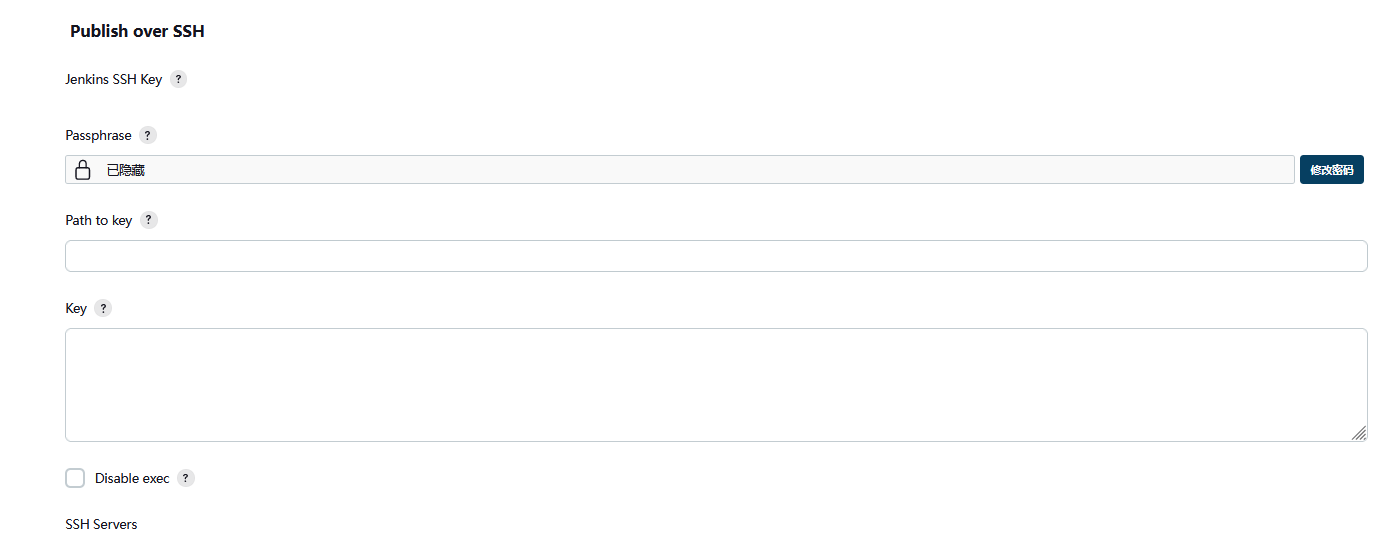 Publish over SSH
Jenkins SSH Key ?
Passphrase ?
已隐藏 修改密码
Path to key ?
Key ?
Disable exec ?
SSH Servers